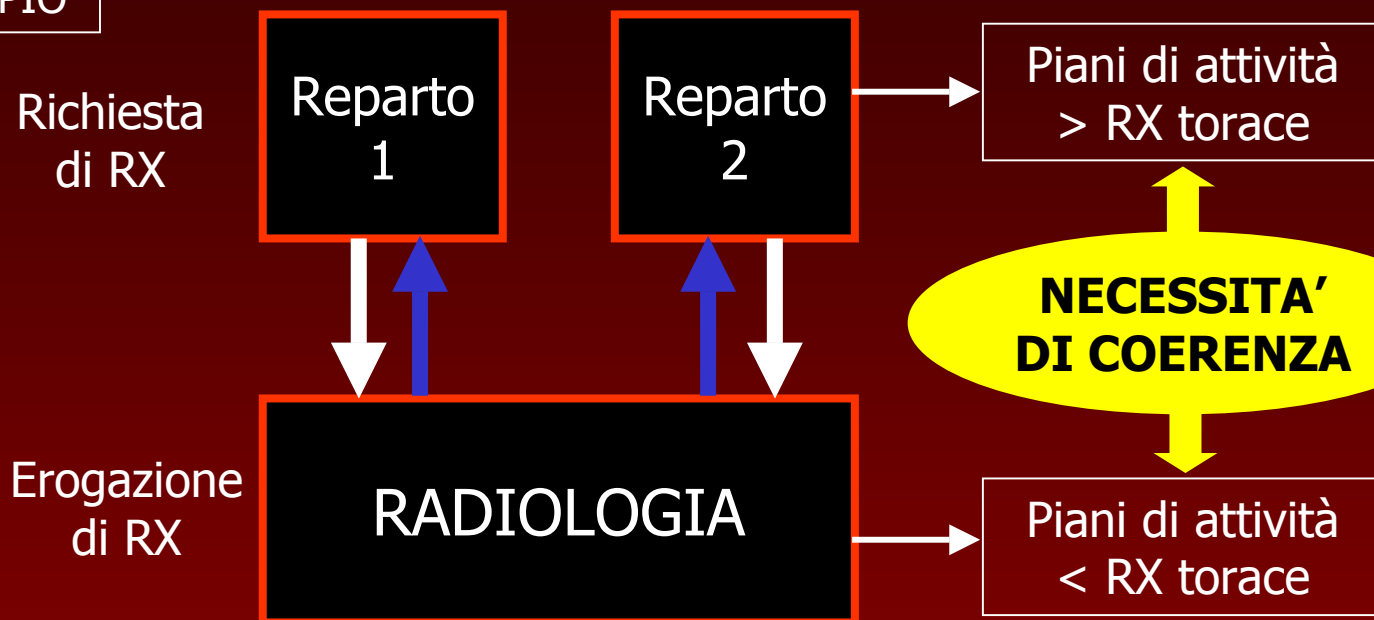 Richiesta
di RX
Reparto
1
Reparto
2
Piani di attività
> RX torace
NECESSITA’
DI COERENZA
Erogazione
di RX
RADIOLOGIA
Piani di attività
< RX torace